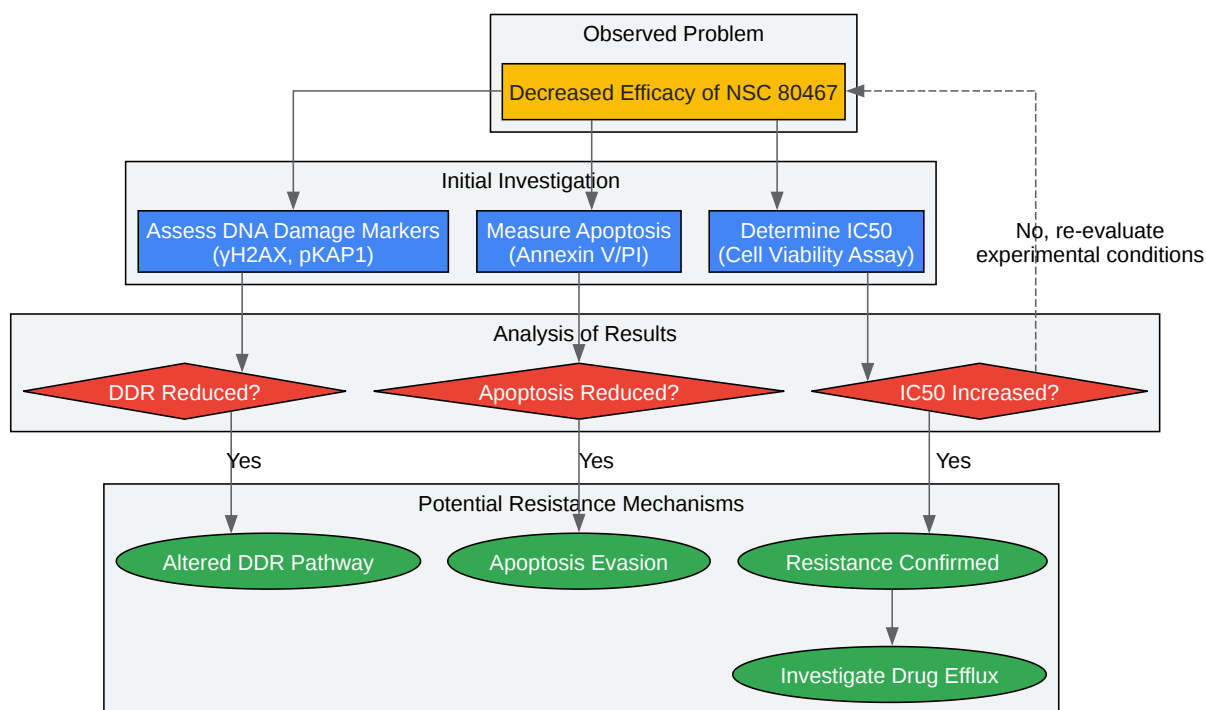 Observed Problem
Decreased Efficacy of NSC 80467
Initial Investigation
Assess DNA Damage Markers
(γH2AX, pKAP1)
Measure Apoptosis
(Annexin V/PI)
Determine IC50
(Cell Viability Assay)
No, re-evaluate
experimental conditions
Analysis of Results
DDR Reduced?
Apoptosis Reduced?
IC50 Increased?
Yes
Yes
Yes
Potential Resistance Mechanisms
Altered DDR Pathway
Apoptosis Evasion
Resistance Confirmed
Investigate Drug Efflux